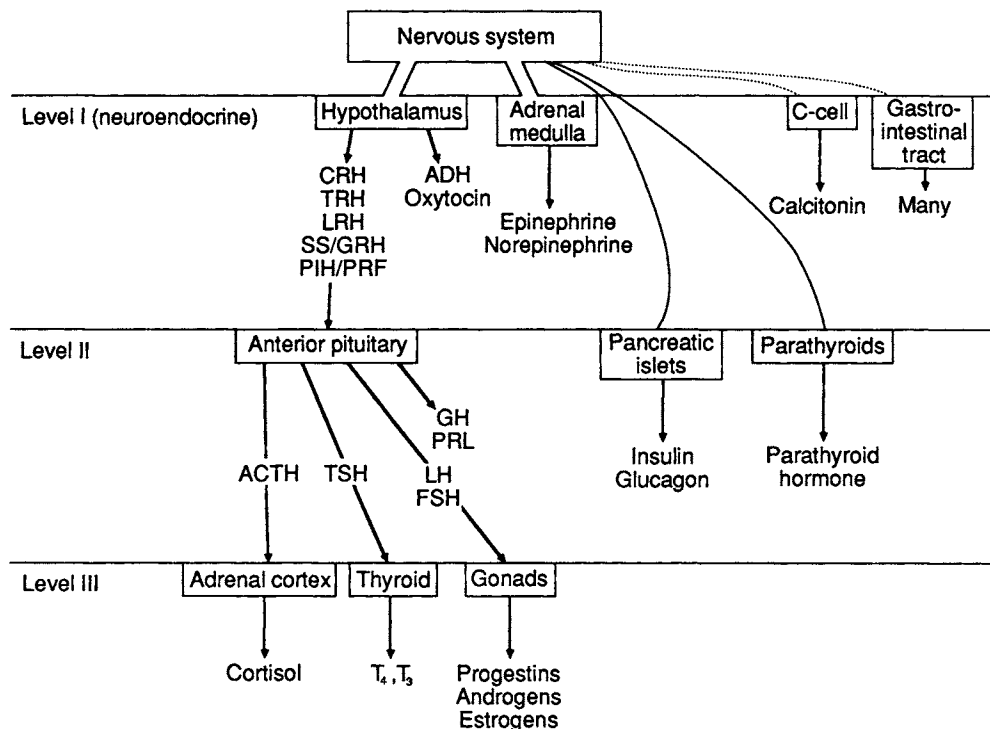 Nervous system
Level I (neuroendocrine)
Hypothalamus
Adrenal
medulla
C-cell
Gastro-
intestinal
tract
CRH
TRH
LRH
SS/GRH
PIH/PRF
ADH
Oxytocin
Epinephrine
Norepinephrine
Calcitonin
Many
Level II
Anterior pituitary
Pancreatic
islets
Parathyroids
GH
PRL
ACTH
TSH
LH
FSH
Insulin
Glucagon
Parathyroid
hormone
Level III
Adrenal cortex
Thyroid
Gonads
Cortisol
T₄,T₃
Progestins
Androgens
Estrogens